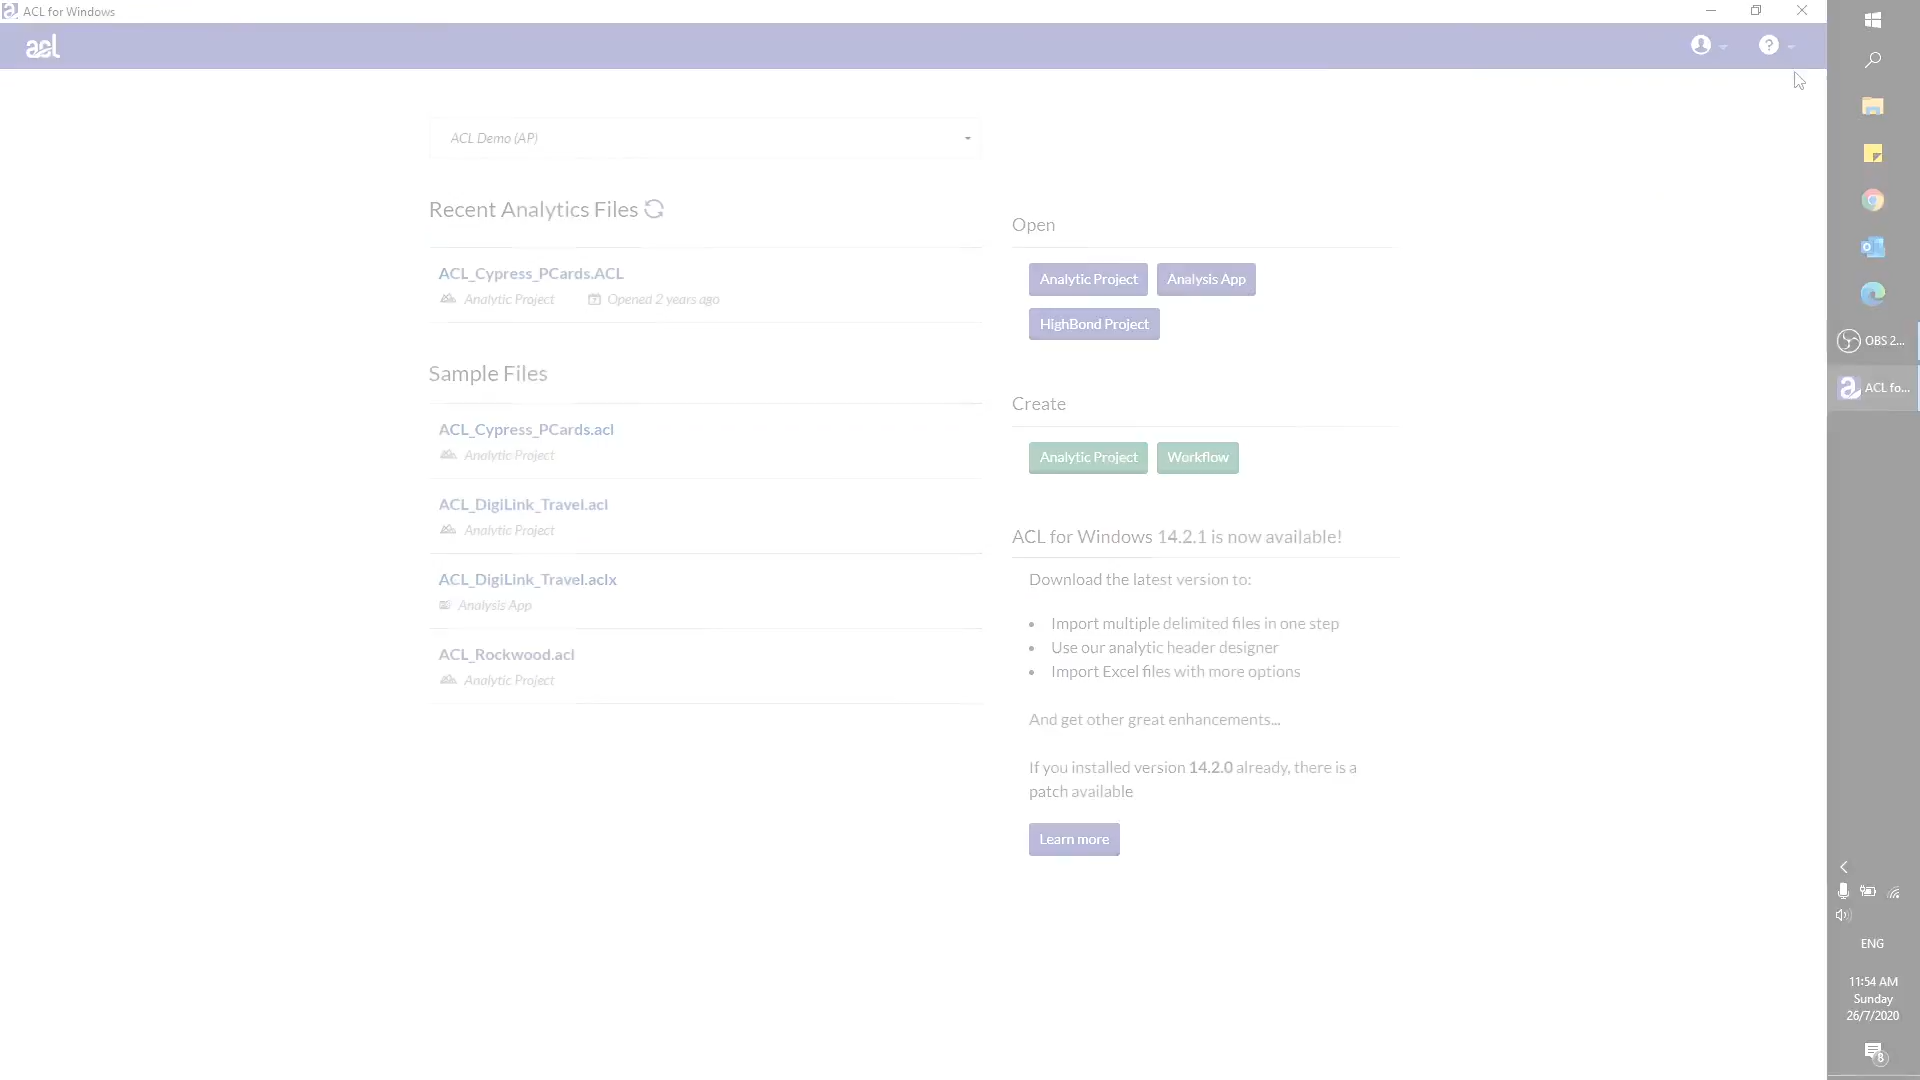 ACL for Windows
acl
?
ACL Demo (AP)
Recent Analytics Files
ACL_Cypress_PCards.ACL
Analytic Project
Opened 2 years ago
Sample Files
ACL_Cypress_PCards.acl
Analytic Project
ACL_DigiLink_Travel.acl
Analytic Project
ACL_DigiLink_Travel.aclx
Analysis App
ACL_Rockwood.acl
Analytic Project
Open
Analytic Project
Analysis App
HighBond Project
Create
Analytic Project
Workflow
ACL for Windows 14.2.1 is now available!
Download the latest version to:
• Import multiple delimited files in one step
• Use our analytic header designer
• Import Excel files with more options
And get other great enhancements...
If you installed version 14.2.0 already, there is a
patch available
Learn more
OBS 2...
ACL fo...
ENG
11:54 AM
Sunday
26/7/2020
8